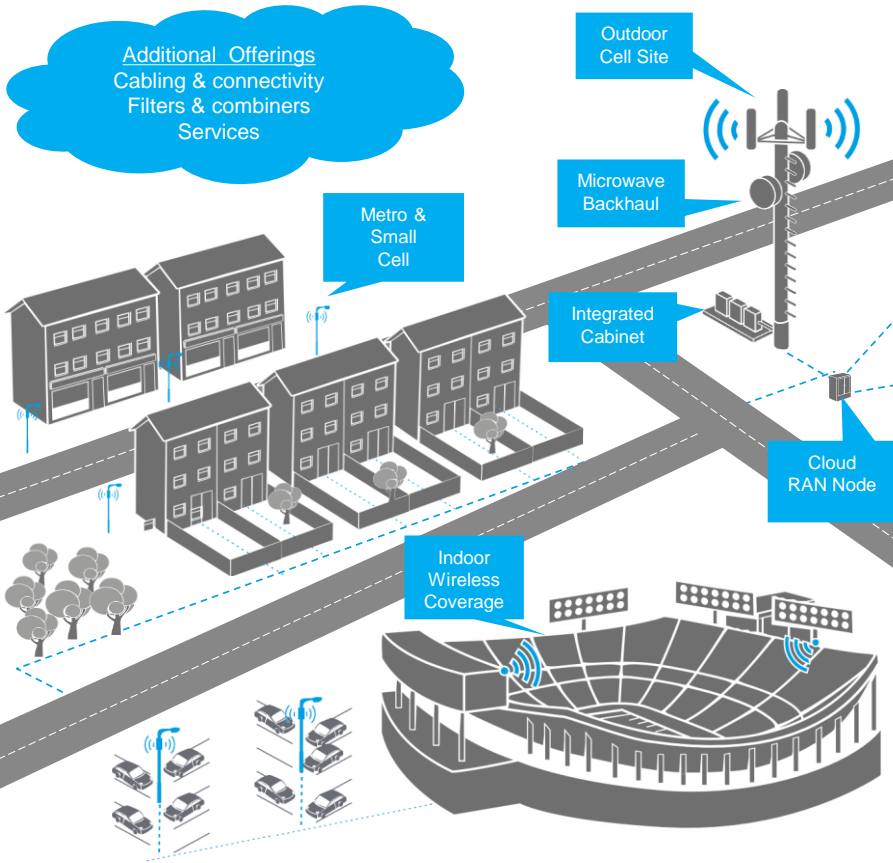 Additional Offerings
Cabling & connectivity
Filters & combiners
Services
Outdoor
Cell Site
Microwave
Backhaul
Metro &
Small
Cell
Integrated
Cabinet
Cloud
RAN Node
Indoor
Wireless
Coverage